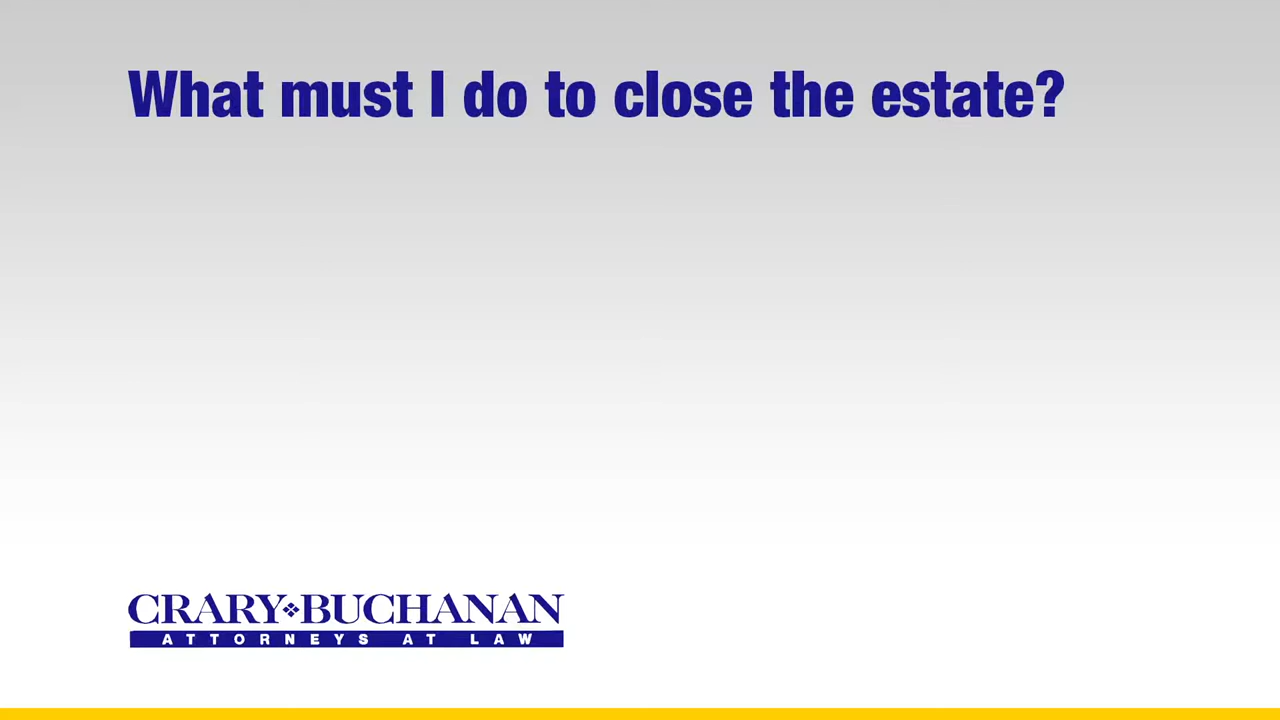 What must I do to close the estate?
CRARY❖BUCHANAN
ATTORNEYS AT LAW